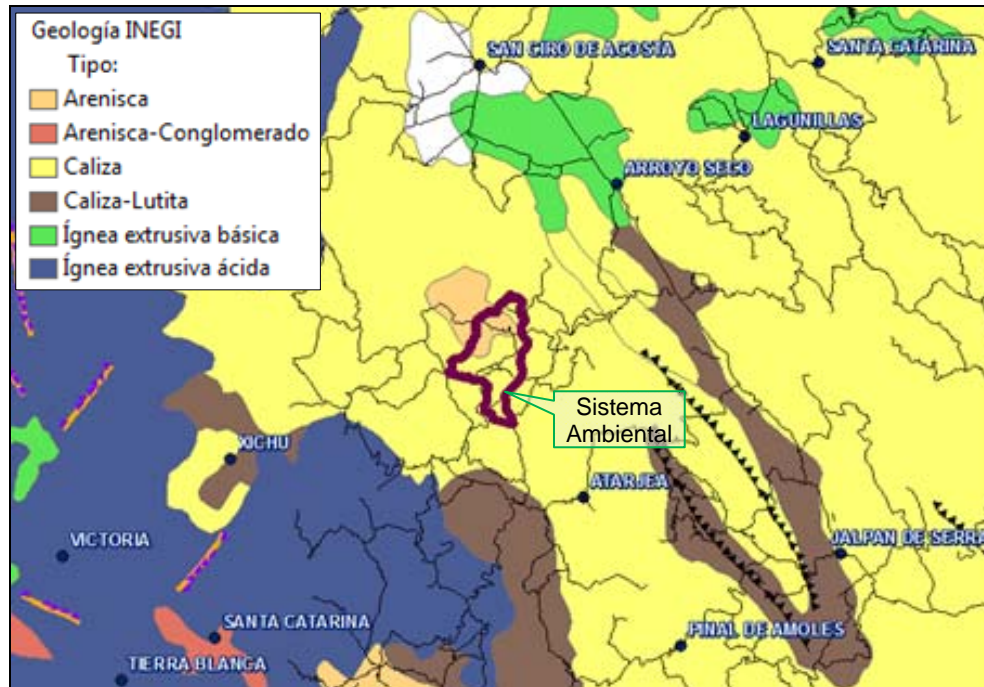 Geología INEGI
Tipo:
Arenisca
Arenisca-Conglomerado
Caliza
Caliza-Lutita
Ígnea extrusiva básica
Ígnea extrusiva ácida
SAN CIRO DE ACOSTA
SANTA CATARINA
LAGUNILLAS
ARROYO SECO
Sistema
Ambiental
XICHU
ATARJEA
VICTORIA
JALPAN DE SERRA
SANTA CATARINA
PINAL DE AMOLES
TIERRA BLANCA